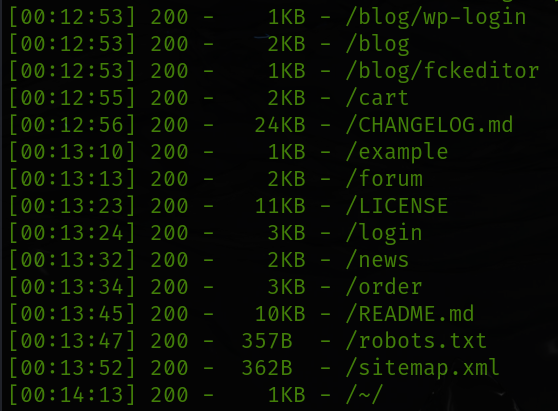 [00:12:53] 200 -    1KB - /blog/wp-login
[00:12:53] 200 -    2KB - /blog
[00:12:53] 200 -    1KB - /blog/fckeditor
[00:12:55] 200 -    2KB - /cart
[00:12:56] 200 -   24KB - /CHANGELOG.md
[00:13:10] 200 -    1KB - /example
[00:13:13] 200 -    2KB - /forum
[00:13:23] 200 -   11KB - /LICENSE
[00:13:24] 200 -    3KB - /login
[00:13:32] 200 -    2KB - /news
[00:13:34] 200 -    3KB - /order
[00:13:45] 200 -   10KB - /README.md
[00:13:47] 200 -  357B  - /robots.txt
[00:13:52] 200 -  362B  - /sitemap.xml
[00:14:13] 200 -    1KB - /~/